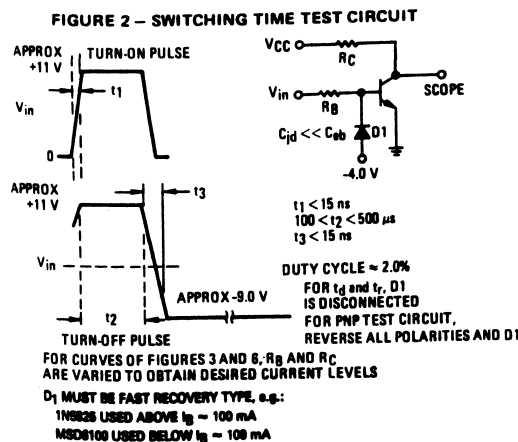 FIGURE 2 – SWITCHING TIME TEST CIRCUIT
APPROX
+11 V
TURN-ON PULSE
t1
Vin
0
VCC
RC
Vin
RB
SCOPE
Cjd << Ceb
D1
-4.0 V
APPROX
+11 V
t3
Vin
APPROX -9.0 V
t2
TURN-OFF PULSE
t1 < 15 ns
100 < t2 < 500 µs
t3 < 15 ns
DUTY CYCLE ≈ 2.0%
FOR td and tr, D1
IS DISCONNECTED
FOR PNP TEST CIRCUIT,
REVERSE ALL POLARITIES AND D1
FOR CURVES OF FIGURES 3 AND 6, RB AND RC
ARE VARIED TO OBTAIN DESIRED CURRENT LEVELS
D1 MUST BE FAST RECOVERY TYPE, e.g.:
1N5825 USED ABOVE IB ~ 100 mA
MSD6100 USED BELOW IB ~ 100 mA